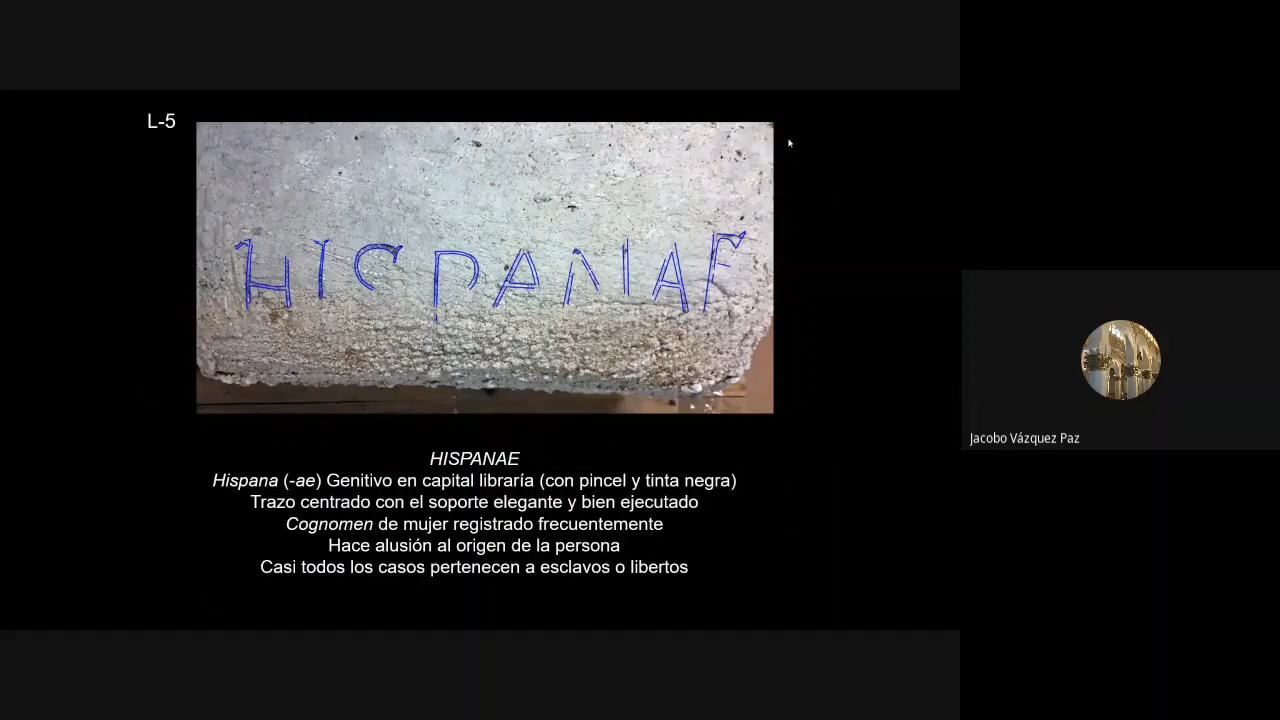 L-5
HISPANAE
HISPANAE
Hispana (-ae) Genitivo en capital libraría (con pincel y tinta negra)
Trazo centrado con el soporte elegante y bien ejecutado
Cognomen de mujer registrado frecuentemente
Hace alusión al origen de la persona
Casi todos los casos pertenecen a esclavos o libertos
Jacobo Vázquez Paz